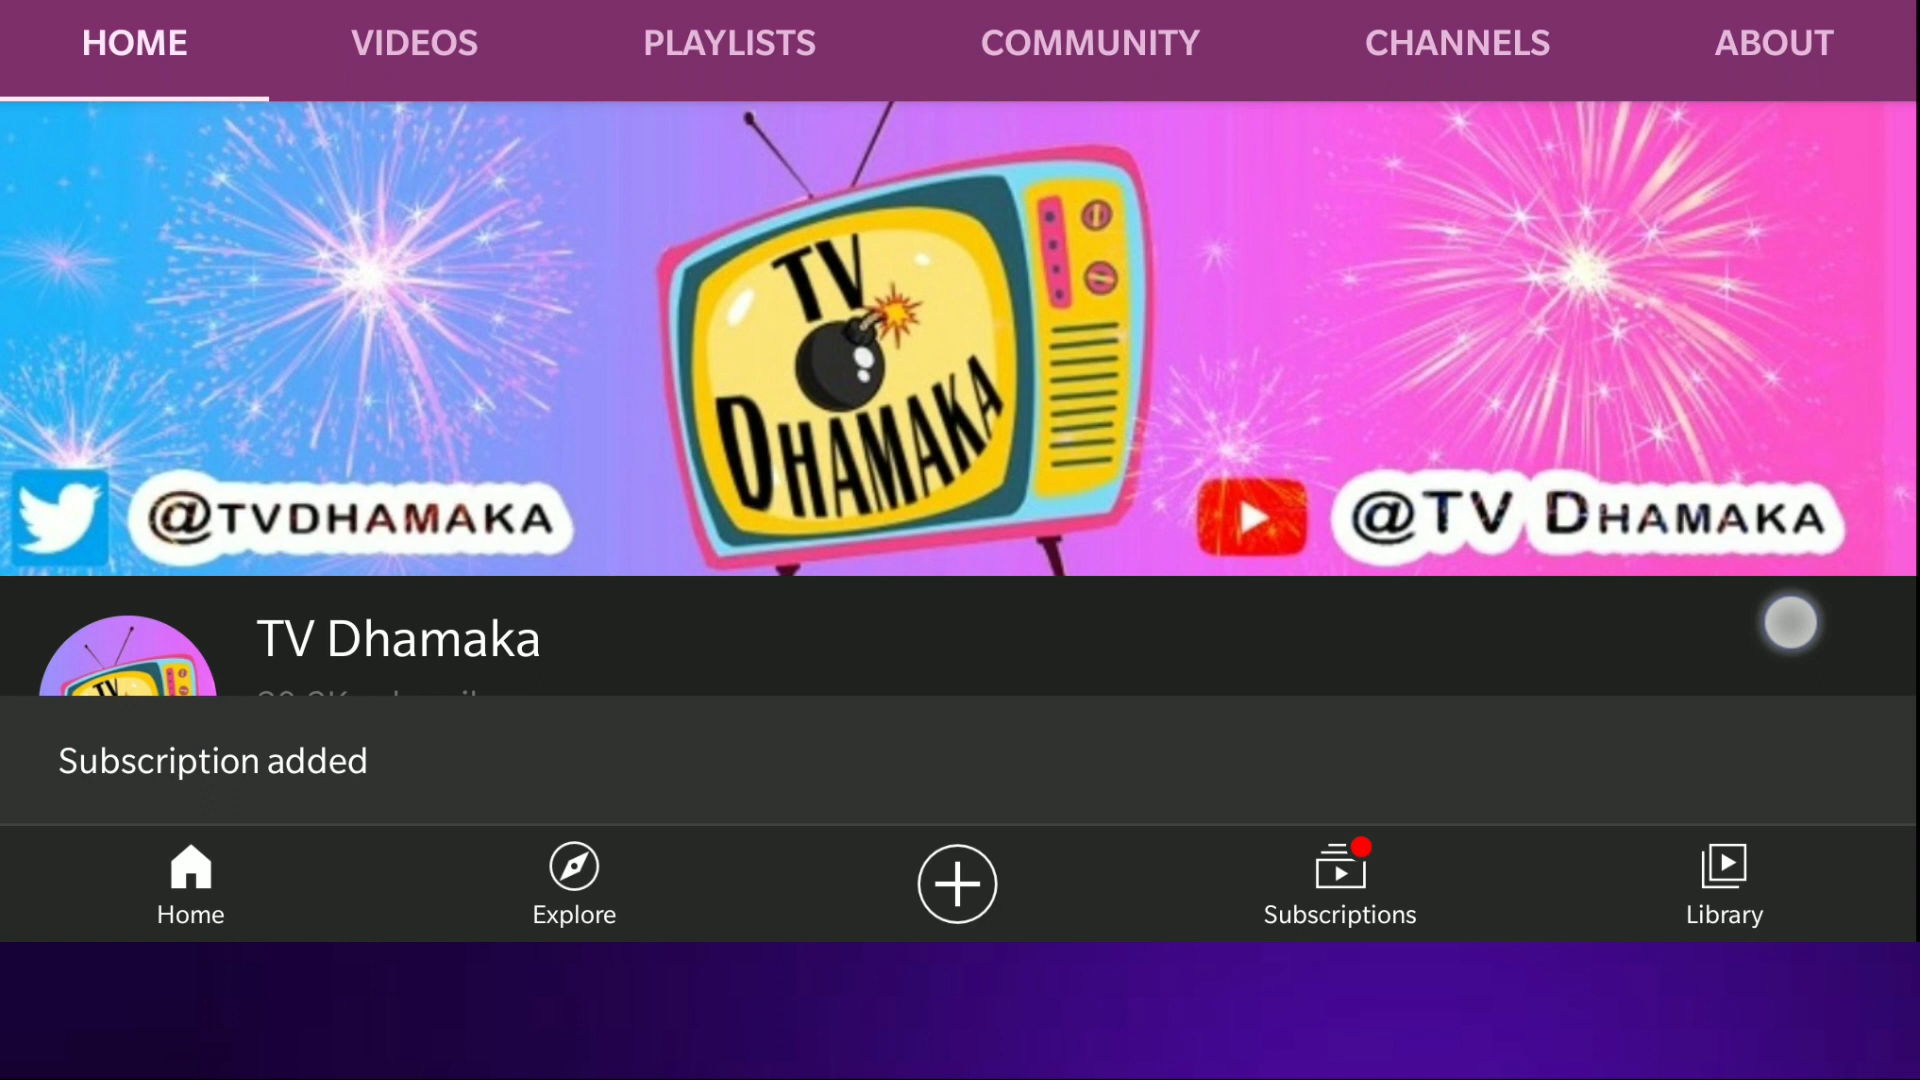 HOME VIDEOS PLAYLISTS COMMUNITY CHANNELS ABOUT
TV
DHAMAKA
@TVDHAMAKA
@TV DHAMAKA
TV Dhamaka
TV
Subscription added
Home Explore Subscriptions Library